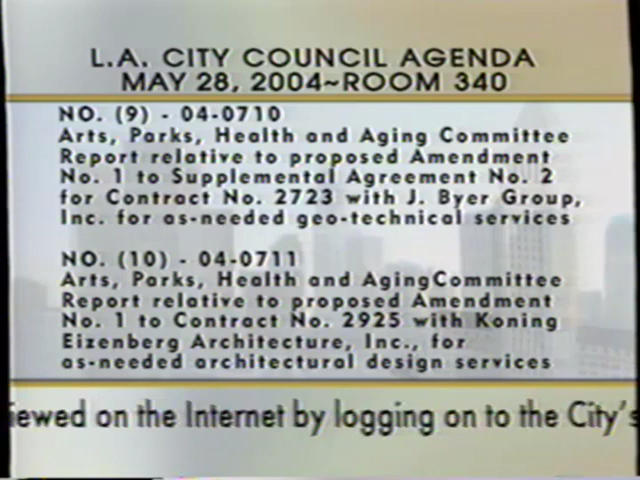 L.A. CITY COUNCIL AGENDA
MAY 28, 2004~ROOM 340
NO. (9) - 04-0710
Arts, Parks, Health and Aging Committee
Report relative to proposed Amendment
No. 1 to Supplemental Agreement No. 2
for Contract No. 2723 with J. Byer Group,
Inc. for as-needed geo-technical services
NO. (10) - 04-0711
Arts, Parks, Health and AgingCommittee
Report relative to proposed Amendment
No. 1 to Contract No. 2925 with Koning
Eizenberg Architecture, Inc., for
as-needed architectural design services
iewed on the Internet by logging on to the City's